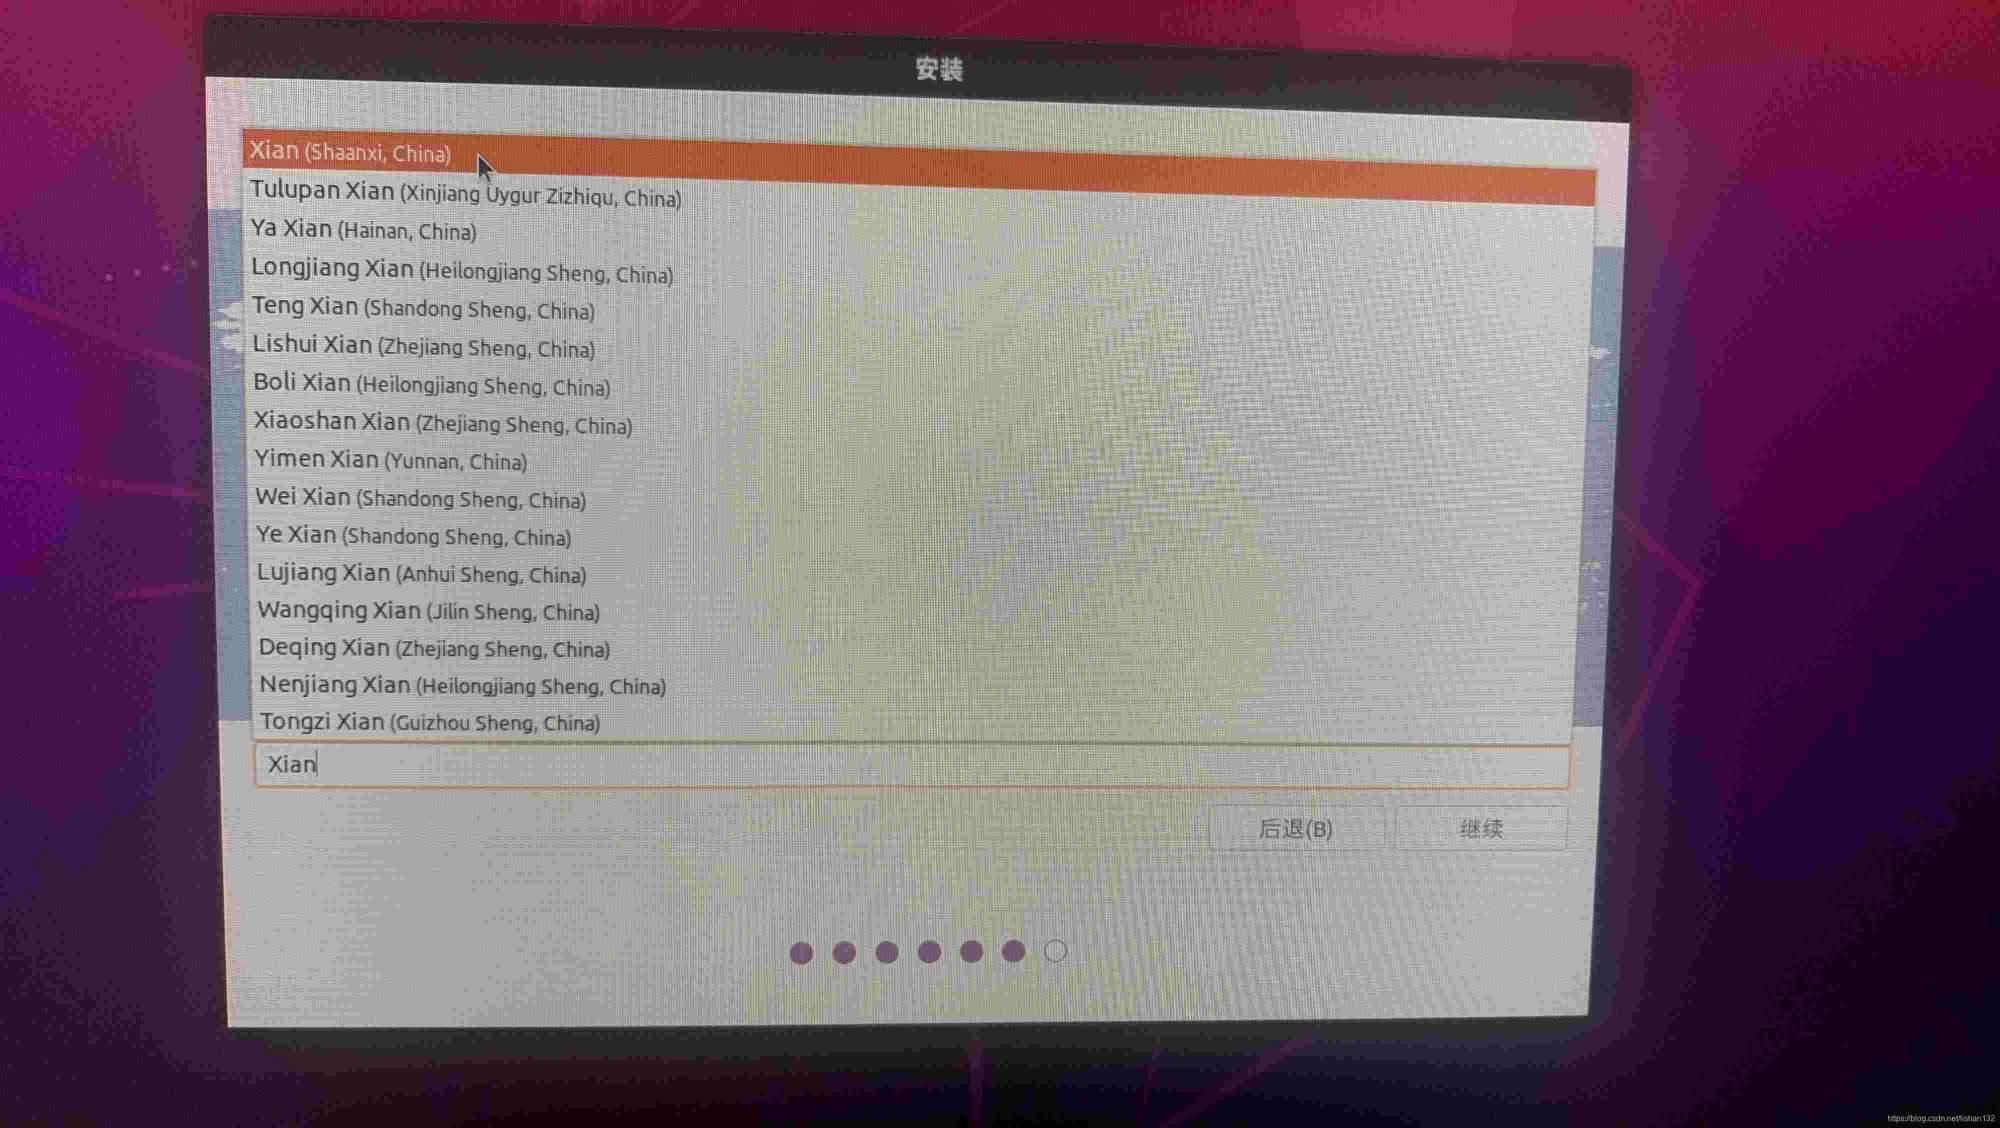 安装
Xian (Shaanxi, China)
Tulupan Xian (Xinjiang Uygur Zizhiqu, China)
Ya Xian (Hainan, China)
Longjiang Xian (Heilongjiang Sheng, China)
Teng Xian (Shandong Sheng, China)
Lishui Xian (Zhejiang Sheng, China)
Boli Xian (Heilongjiang Sheng, China)
Xiaoshan Xian (Zhejiang Sheng, China)
Yimen Xian (Yunnan, China)
Wei Xian (Shandong Sheng, China)
Ye Xian (Shandong Sheng, China)
Lujiang Xian (Anhui Sheng, China)
Wangqing Xian (Jilin Sheng, China)
Deqing Xian (Zhejiang Sheng, China)
Nenjiang Xian (Heilongjiang Sheng, China)
Tongzi Xian (Guizhou Sheng, China)
Xian
后退(B) 继续
https://blog.csdn.net/lishan132